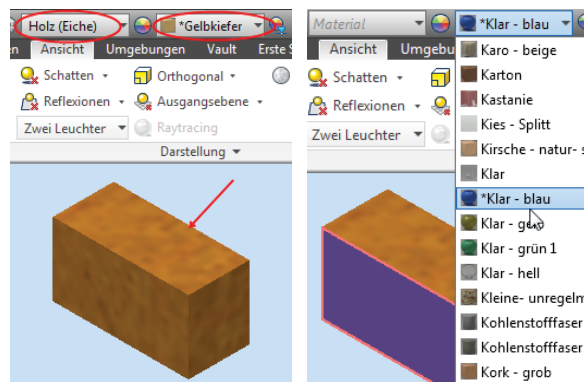 Holz (Eiche) *Gelbkiefer
en Ansicht Umgebungen Vault Erste S
Schatten Orthogonal
Reflexionen Ausgangsebene
Zwei Leuchter Raytracing
Darstellung
Material *Klar - blau
Ansicht Umgebu
Schatten
Reflexionen
Zwei Leuchter
Karo - beige
Karton
Kastanie
Kies - Splitt
Kirsche - natur- s
Klar
*Klar - blau
Klar -
Klar - grün 1
Klar - hell
Kleine- unregelm
Kohlenstofffaser
Kohlenstofffaser
Kork - grob